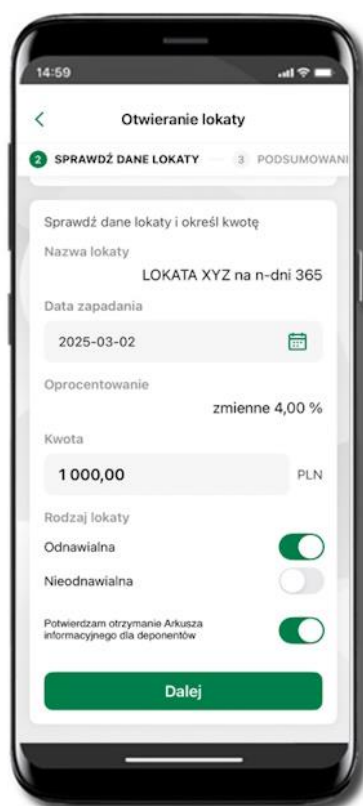 14:59
Otwieranie lokaty
2 SPRAWDŹ DANE LOKATY
3 PODSUMOWANI
Sprawdź dane lokaty i określ kwotę
Nazwa lokaty
LOKATA XYZ na n-dni 365
Data zapadania
2025-03-02
Oprocentowanie
zmienne 4,00 %
Kwota
1 000,00 PLN
Rodzaj lokaty
Odnawialna
Nieodnawialna
Potwierdzam otrzymanie Arkusza
informacyjnego dla deponentów
Dalej